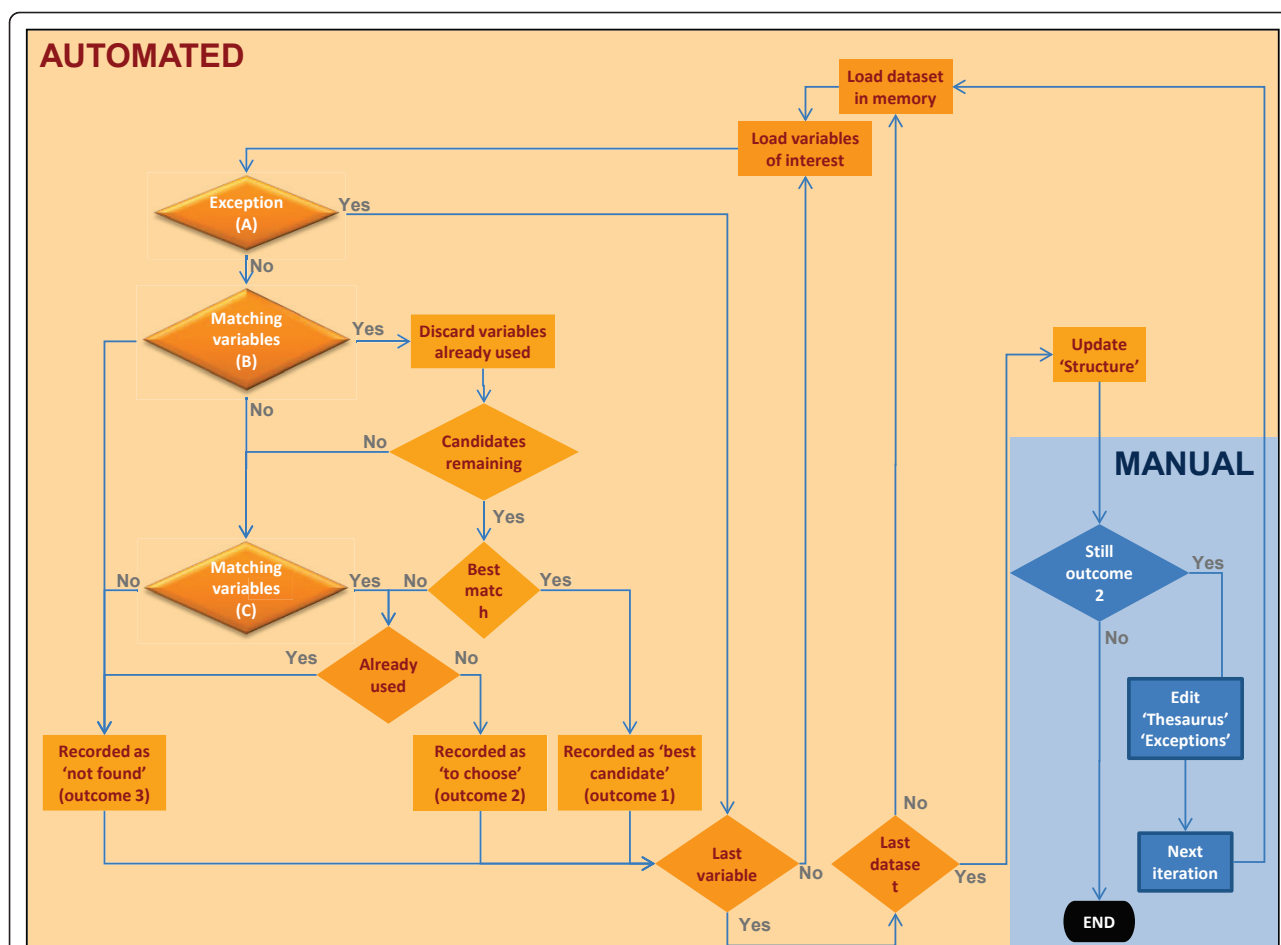 AUTOMATED
Load dataset
in memory
Load variables
of interest
Exception
(A)
Yes
No
Matching
variables
(B)
Yes
No
Discard variables
already used
Candidates
remaining
No
Yes
Matching
variables
(C)
No
Yes
Best
matc
h
No
Yes
Already
used
Yes
No
Recorded as
‘not found’
(outcome 3)
Recorded as
‘to choose’
(outcome 2)
Recorded as ‘best
candidate’
(outcome 1)
Last
variable
No
Yes
Last
datase
t
No
Yes
Update
‘Structure’
MANUAL
Still
outcome
2
Yes
No
Edit
‘Thesaurus’
‘Exceptions’
Next
iteration
END